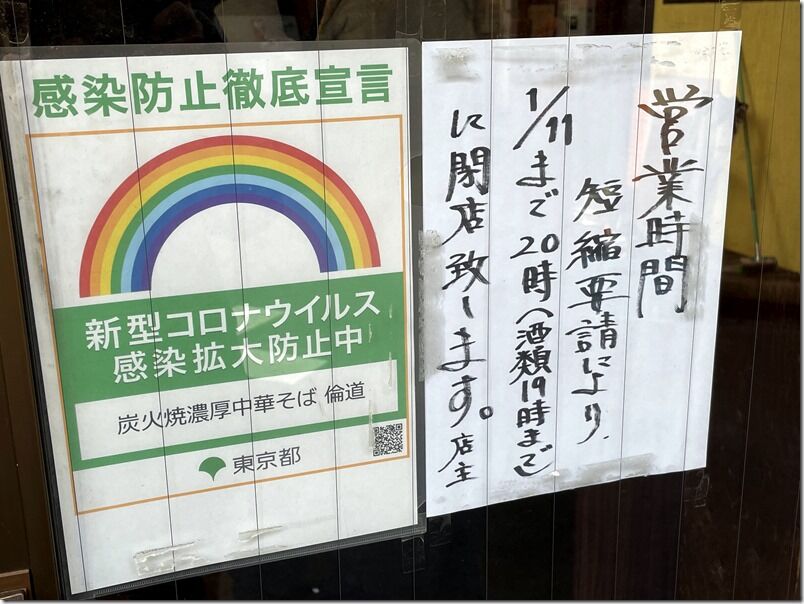 感染防止徹底宣言
新型コロナウイルス
感染拡大防止中
炭火焼濃厚中華そば 倫道
東京都
営業時間
短縮要請により、
1/11まで20時(酒類19時まで)
に閉店致します。店主